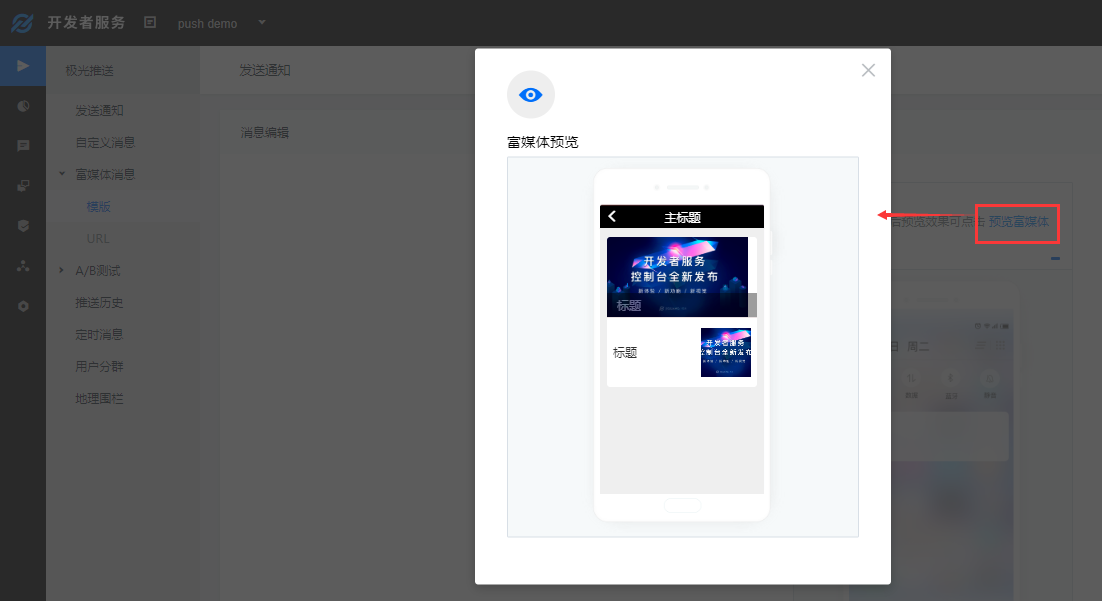 开发者服务
push demo
极光推送
发送通知
自定义消息
富媒体消息
模版
URL
A/B测试
推送历史
定时消息
用户分群
地理围栏
发送通知
消息编辑
富媒体预览
主标题
开发者服务
控制台全新发布
新体验 / 新功能 / 新视觉
标题
标题
开发者服务
控制台全新发布
后预览效果可点击 预览富媒体
日 周二